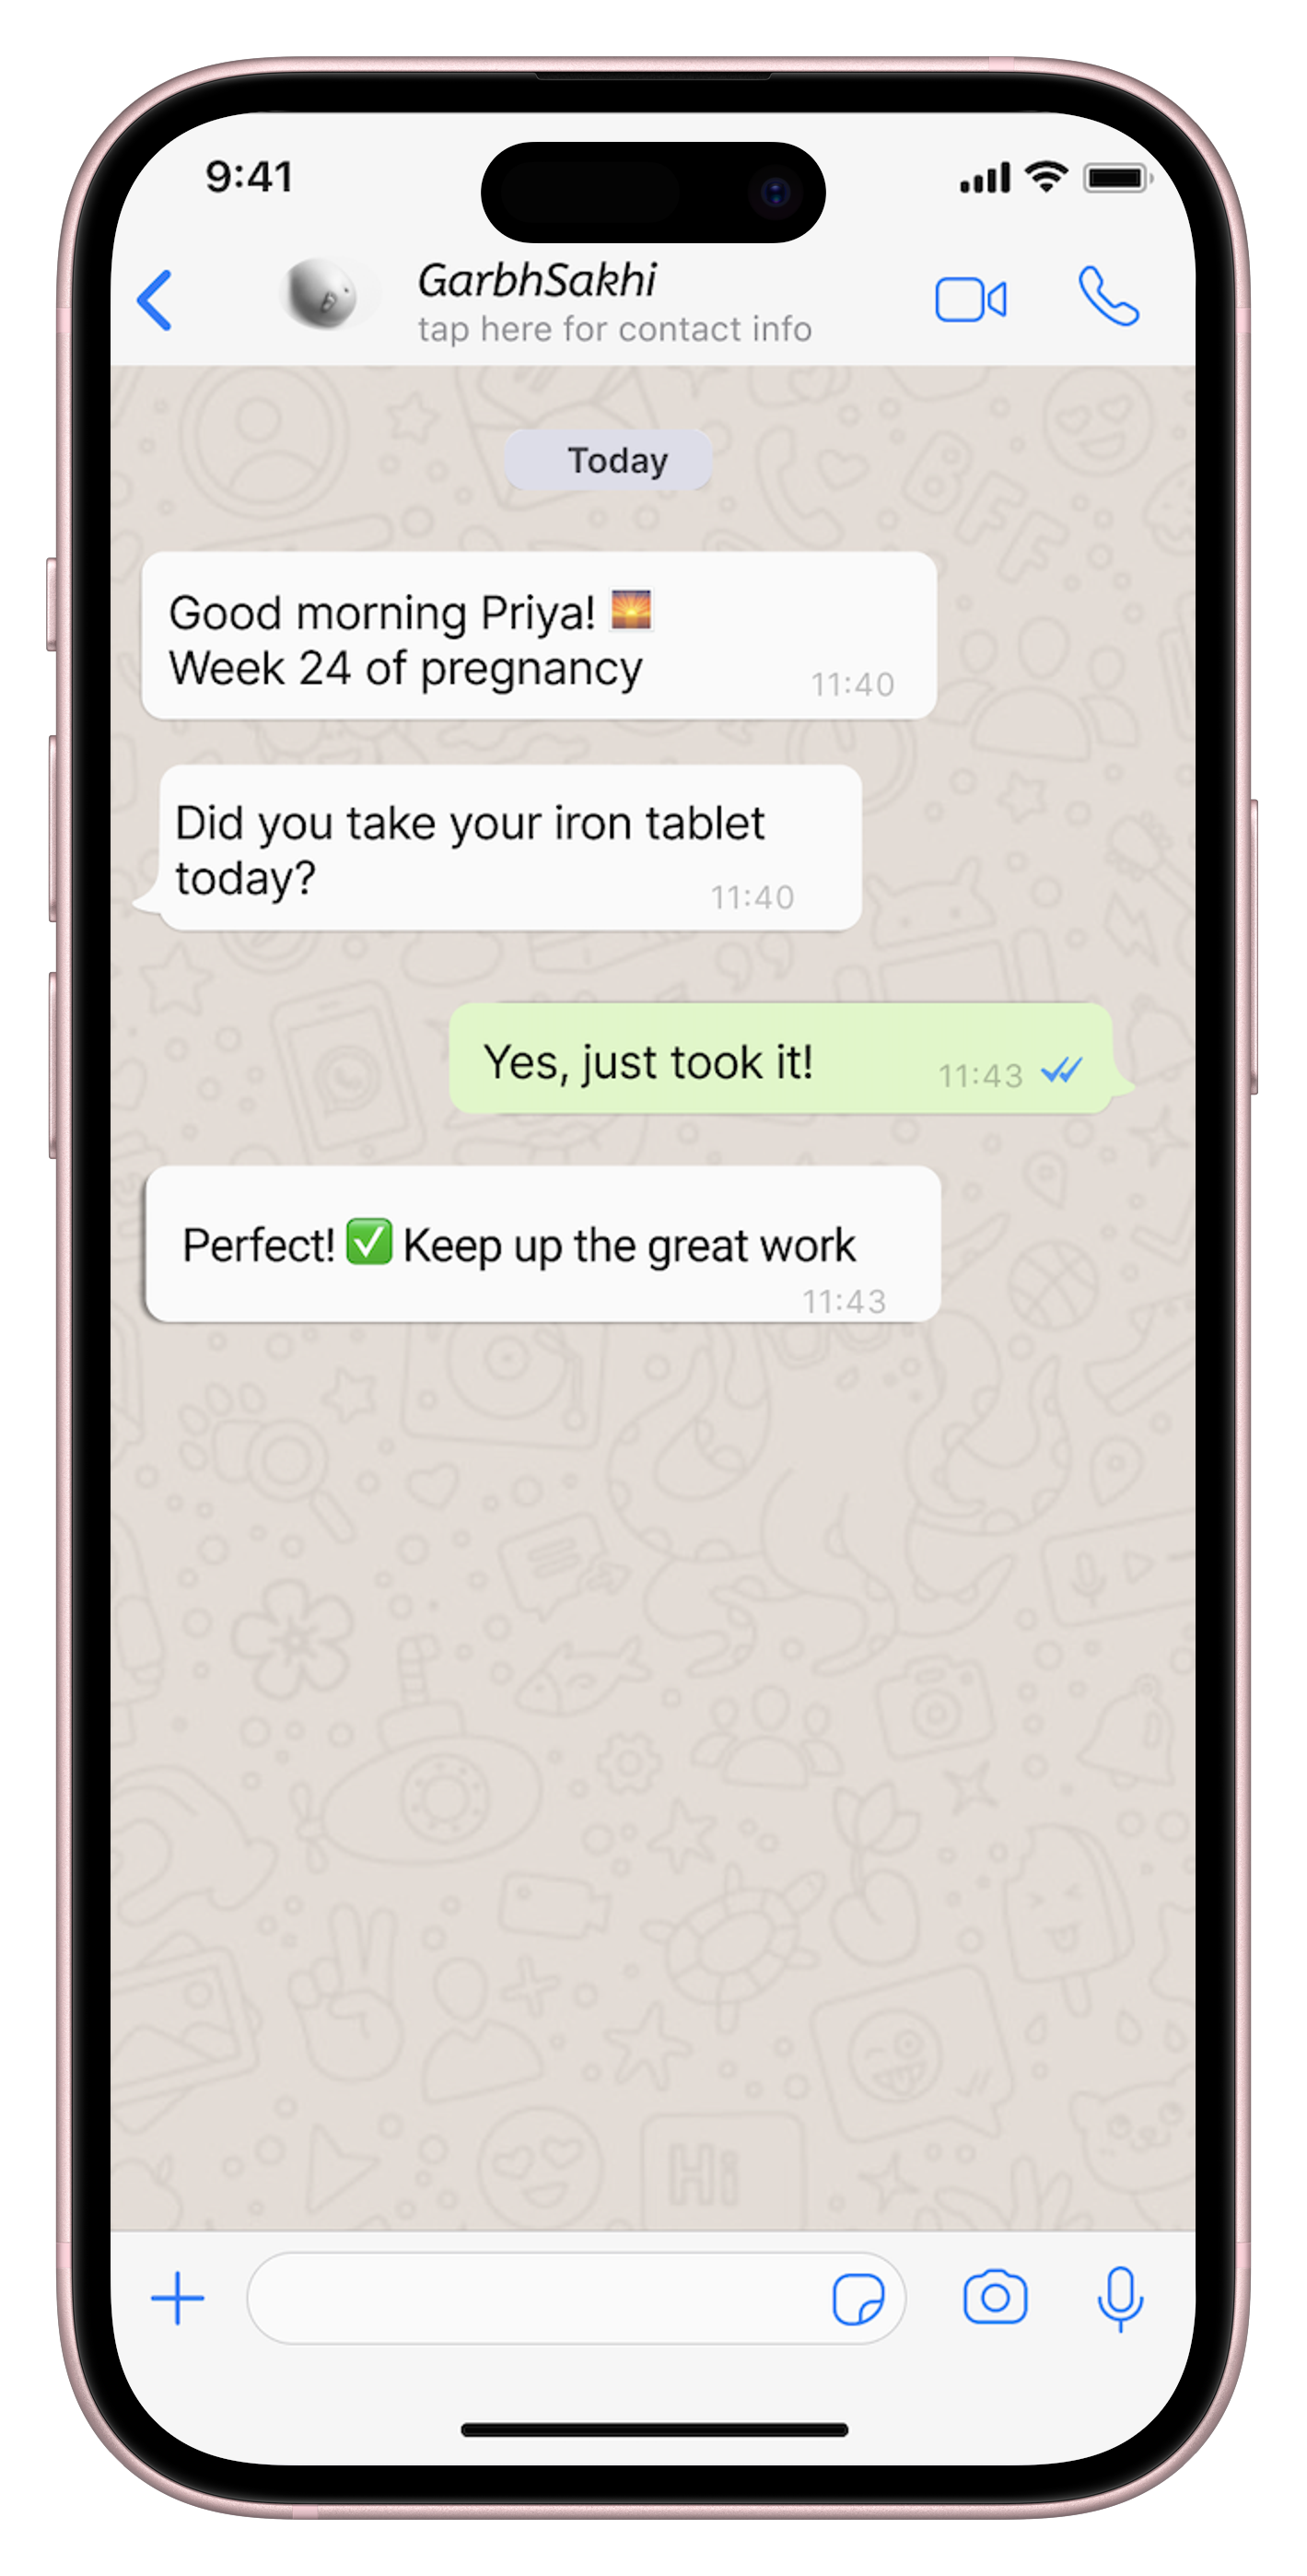 9:41
GarbhSakhi
tap here for contact info
BFF
Today
Good morning Priya! 🌅
Week 24 of pregnancy
11:40
Did you take your iron tablet
today?
11:40
Yes, just took it!
11:43
Perfect! ✅ Keep up the great work
11:43
Hi